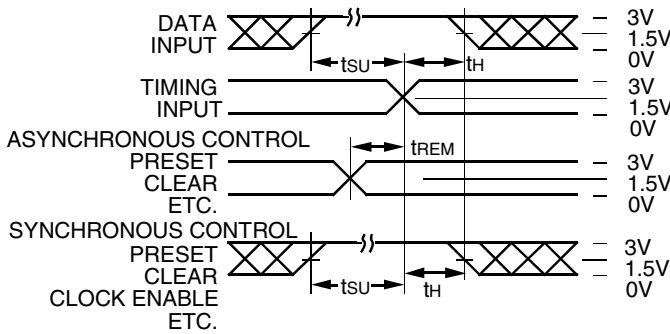 DATA
INPUT
3V
1.5V
0V
tSU
tH
TIMING
INPUT
3V
1.5V
0V
ASYNCHRONOUS CONTROL
tREM
PRESET
CLEAR
ETC.
3V
1.5V
0V
SYNCHRONOUS CONTROL
PRESET
CLEAR
CLOCK ENABLE
ETC.
3V
1.5V
0V
tSU
tH